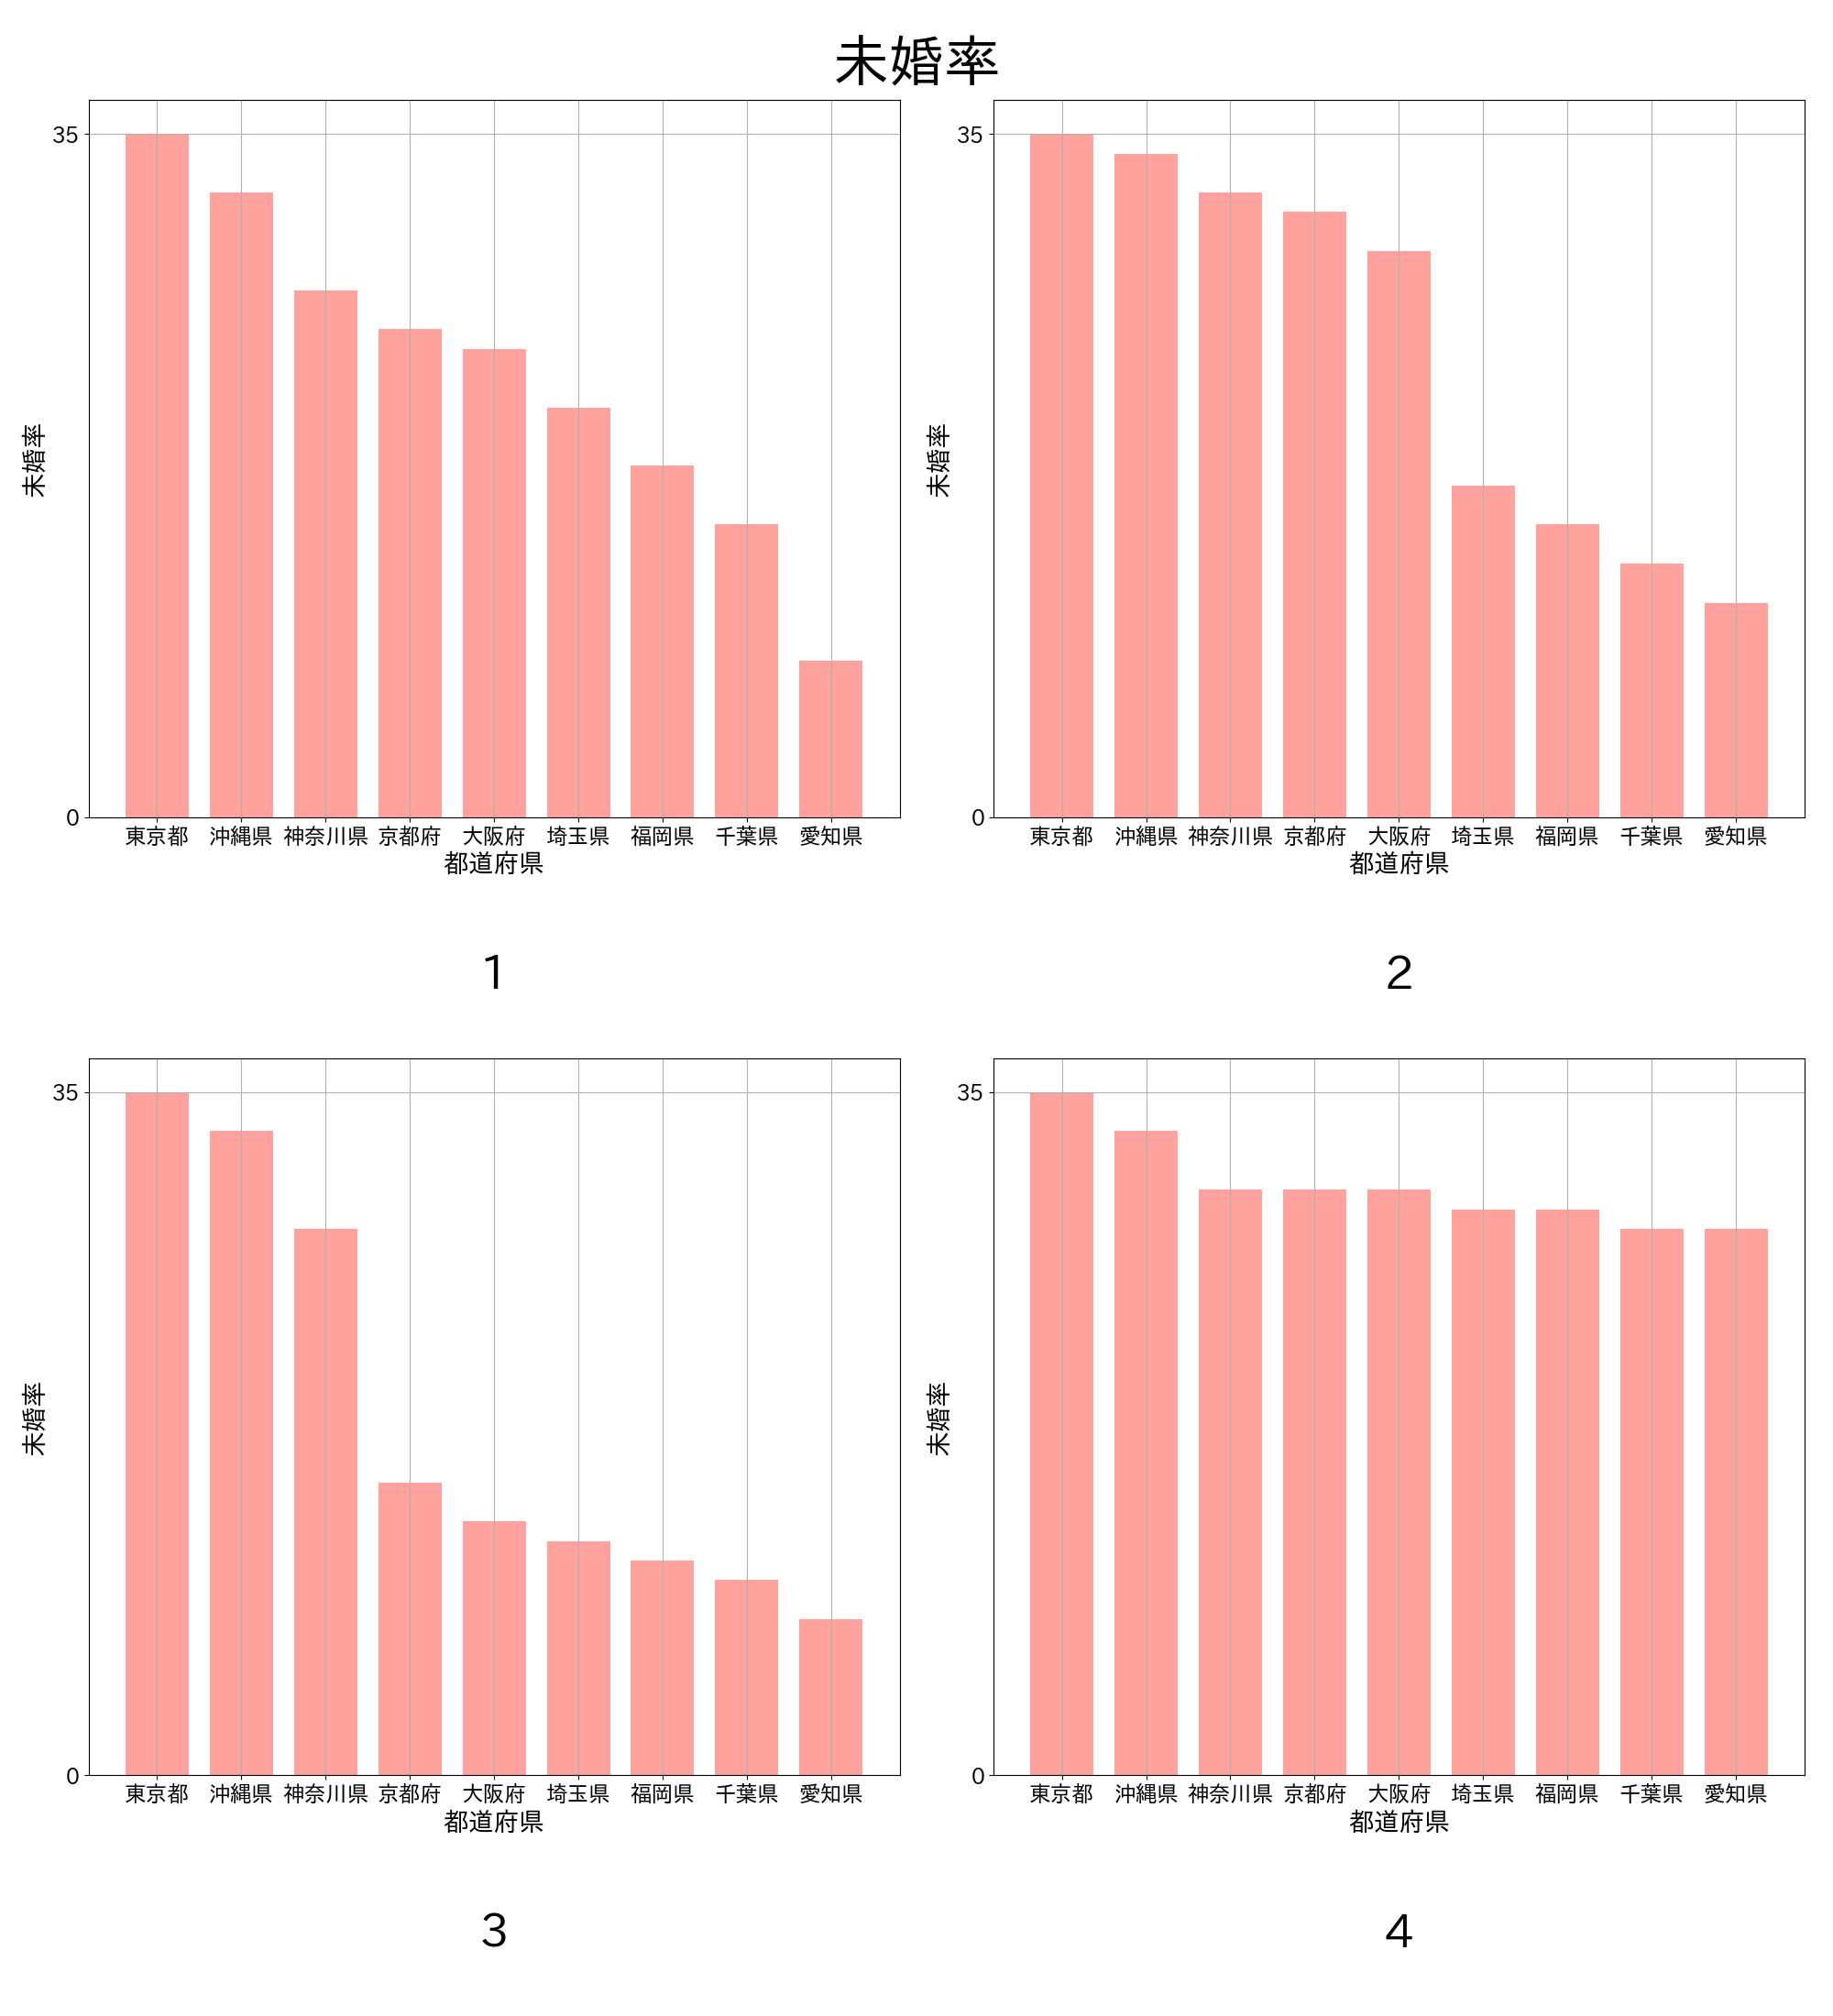 未婚率
35
0
未婚率
東京都 沖縄県 神奈川県 京都府 大阪府 埼玉県 福岡県 千葉県 愛知県
都道府県
1
35
0
未婚率
東京都 沖縄県 神奈川県 京都府 大阪府 埼玉県 福岡県 千葉県 愛知県
都道府県
2
35
0
未婚率
東京都 沖縄県 神奈川県 京都府 大阪府 埼玉県 福岡県 千葉県 愛知県
都道府県
3
35
0
未婚率
東京都 沖縄県 神奈川県 京都府 大阪府 埼玉県 福岡県 千葉県 愛知県
都道府県
4